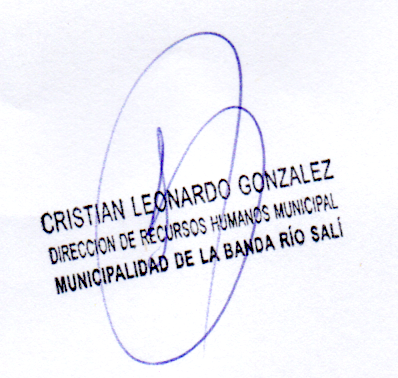 CRISTIAN LEONARDO GONZALEZ
DIRECCION DE RECURSOS HUMANOS MUNICIPAL
MUNICIPALIDAD DE LA BANDA RÍO SALÍ